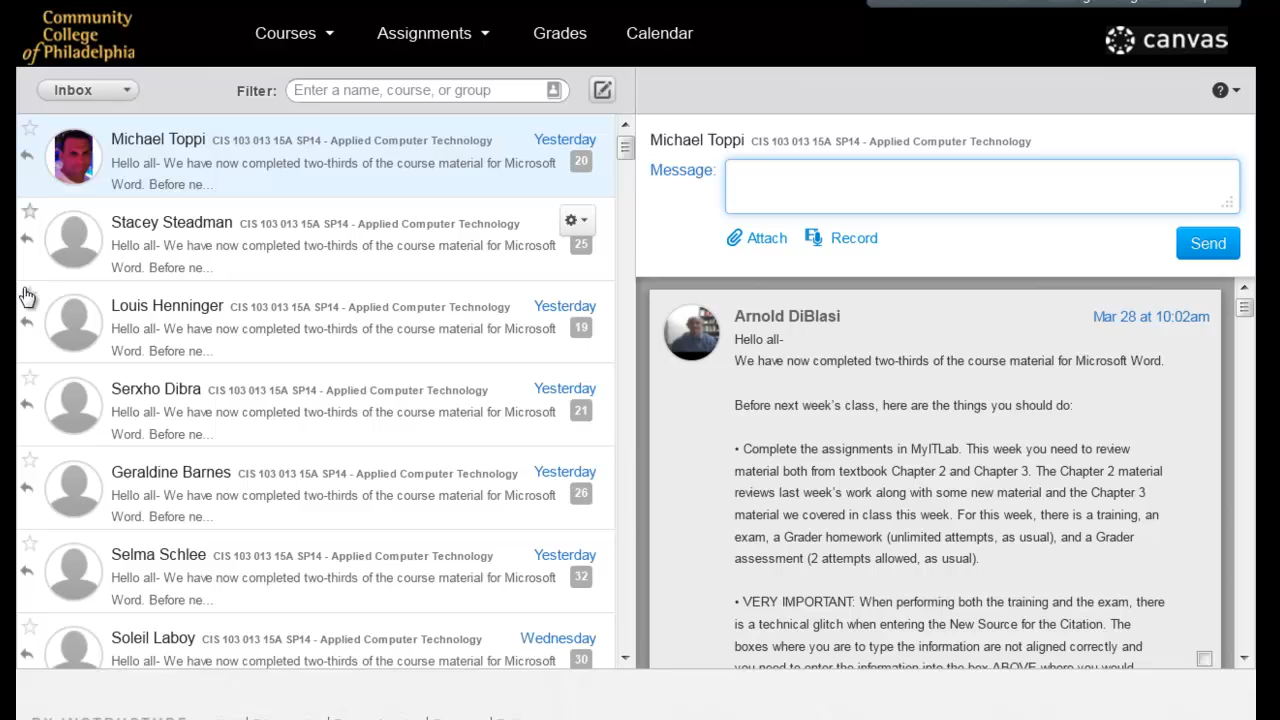 Community
College
of Philadelphia
Courses
Assignments
Grades
Calendar
canvas
Inbox
Filter:
Enter a name, course, or group
Michael Toppi CIS 103 013 15A SP14 - Applied Computer Technology
Yesterday
Hello all- We have now completed two-thirds of the course material for Microsoft
20
Word. Before ne...
Stacey Steadman CIS 103 013 15A SP14 - Applied Computer Technology
Hello all- We have now completed two-thirds of the course material for Microsoft
25
Word. Before ne...
Louis Henninger CIS 103 013 15A SP14 - Applied Computer Technology
Yesterday
Hello all- We have now completed two-thirds of the course material for Microsoft
19
Word. Before ne...
Serxho Dibra CIS 103 013 15A SP14 - Applied Computer Technology
Yesterday
Hello all- We have now completed two-thirds of the course material for Microsoft
21
Word. Before ne...
Geraldine Barnes CIS 103 013 15A SP14 - Applied Computer Technology
Yesterday
Hello all- We have now completed two-thirds of the course material for Microsoft
26
Word. Before ne...
Selma Schlee CIS 103 013 15A SP14 - Applied Computer Technology
Yesterday
Hello all- We have now completed two-thirds of the course material for Microsoft
32
Word. Before ne...
Soleil Laboy CIS 103 013 15A SP14 - Applied Computer Technology
Wednesday
Hello all- We have now completed two-thirds of the course material for Microsoft
30
Michael Toppi CIS 103 013 15A SP14 - Applied Computer Technology
Message:
Attach
Record
Send
Arnold DiBlasi
Mar 28 at 10:02am
Hello all-
We have now completed two-thirds of the course material for Microsoft Word.
Before next week's class, here are the things you should do:
• Complete the assignments in MyITLab. This week you need to review
material both from textbook Chapter 2 and Chapter 3. The Chapter 2 material
reviews last week's work along with some new material and the Chapter 3
material we covered in class this week. For this week, there is a training, an
exam, a Grader homework (unlimited attempts, as usual), and a Grader
assessment (2 attempts allowed, as usual).
• VERY IMPORTANT: When performing both the training and the exam, there
is a technical glitch when entering the New Source for the Citation. The
boxes where you are to type the information are not aligned correctly and
you need to enter the information into the box ABOVE where you would
BY INSTRUCTURE